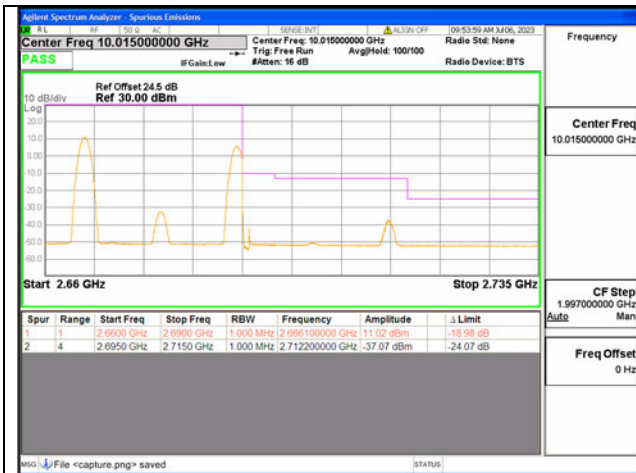 Agilent Spectrum Analyzer - Spurious Emissions
RL RF 50 Ω AC SENSE:INT ALIGN OFF 09:53:59 AM Jul 06, 2023
Center Freq 10.015000000 GHz
Center Freq: 10.015000000 GHz
Radio Std: None
Trig: Free Run Avg|Hold: 100/100
PASS
IFGain:Low
#Atten: 16 dB
Radio Device: BTS
Ref Offset 24.5 dB
10 dB/div Ref 30.00 dBm
Log
20.0
10.0
0.00
-10.0
-20.0
-30.0
-40.0
-50.0
-60.0
Start 2.66 GHz Stop 2.735 GHz
Spur Range Start Freq Stop Freq RBW Frequency Amplitude Δ Limit
1 1 2.6600 GHz 2.6900 GHz 1.000 MHz 2.666100000 GHz 11.02 dBm -18.98 dB
2 4 2.6950 GHz 2.7150 GHz 1.000 MHz 2.712200000 GHz -37.07 dBm -24.07 dB
MSG File <capture.png> saved STATUS
Frequency
Center Freq
10.015000000 GHz
CF Step
1.997000000 GHz
Auto Man
Freq Offset
0 Hz